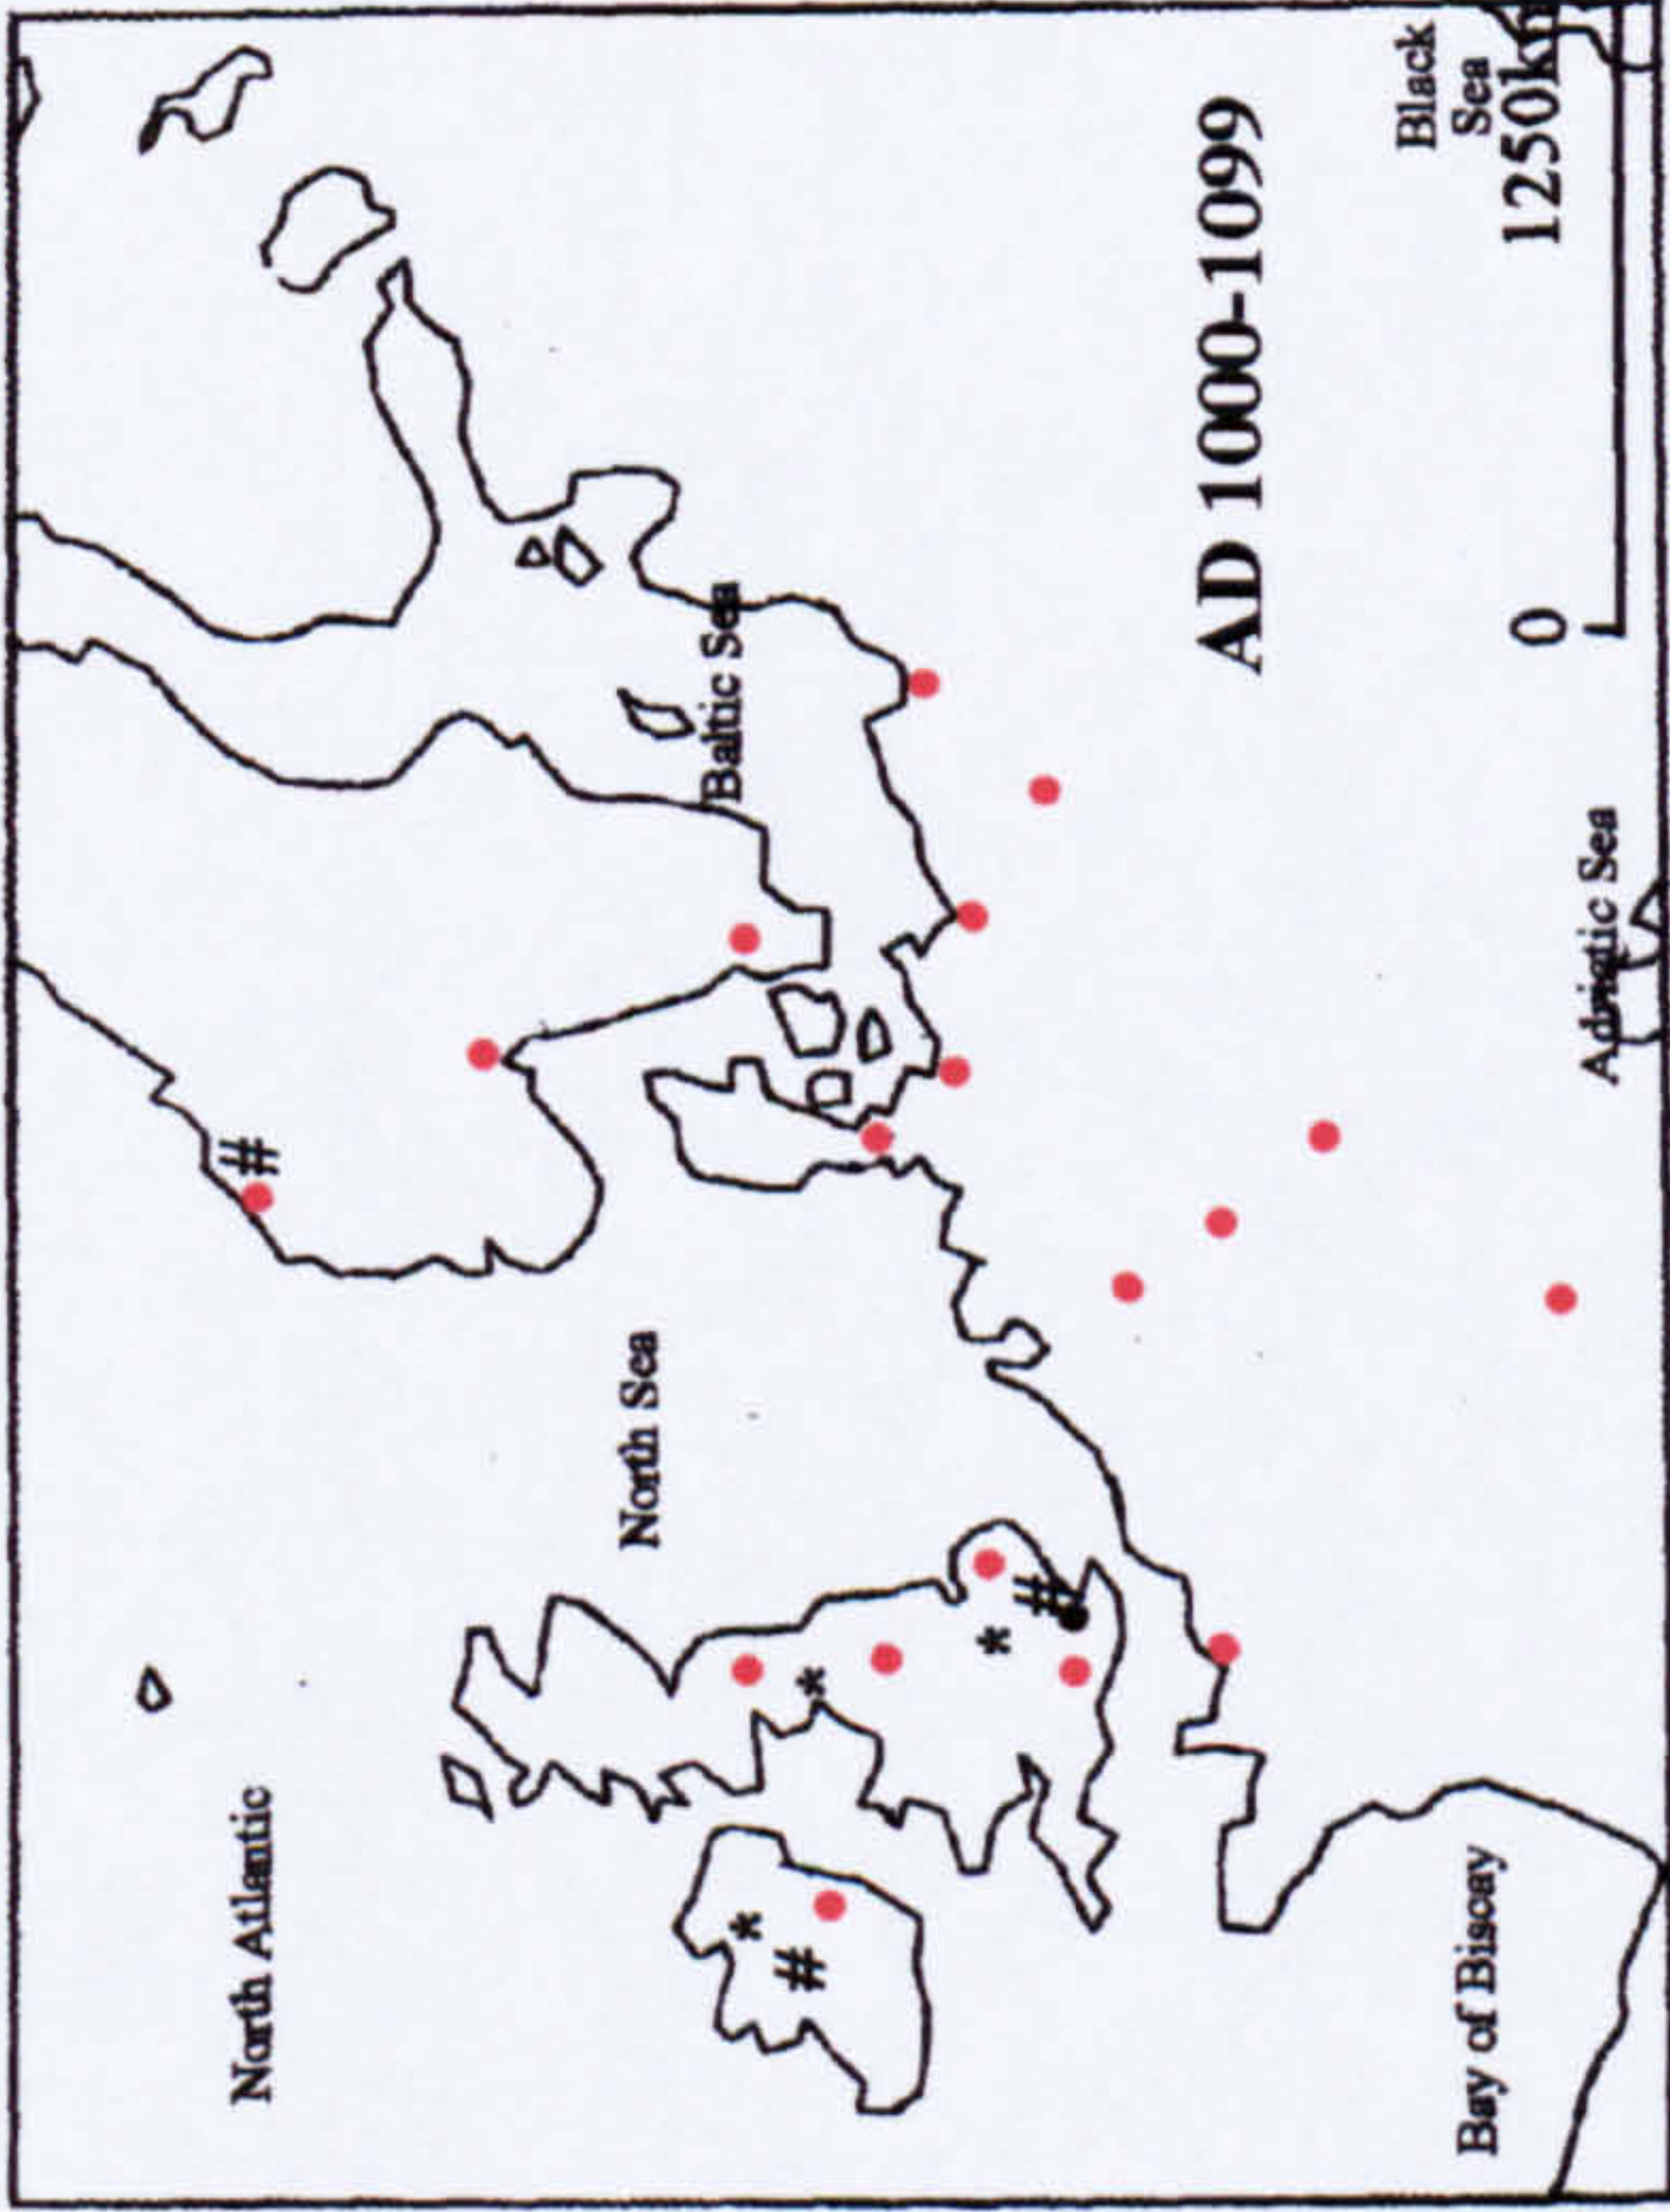 North Atlantic
#
North Sea
Baltic Sea
*
#
*
*
#
AD 1000-1099
Bay of Biscay
Adriatic Sea
Black
Sea
0
1250km